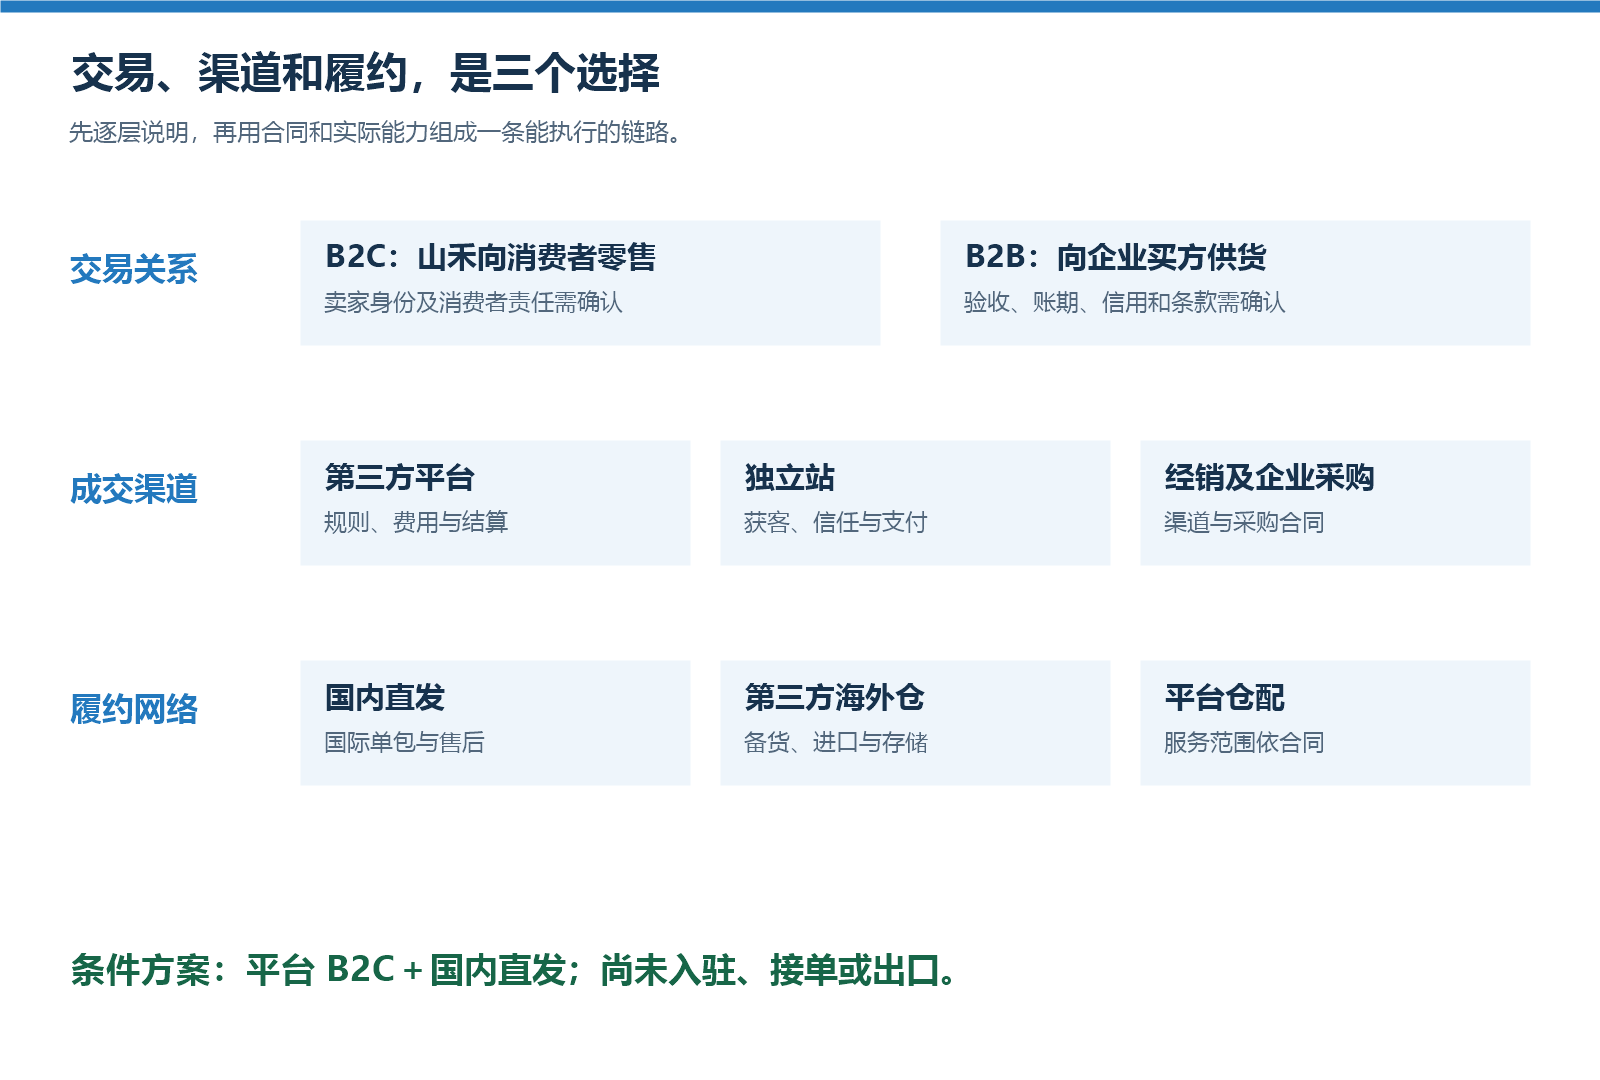 交易、渠道和履约，是三个选择
先逐层说明，再用合同和实际能力组成一条能执行的链路。
交易关系
B2C：山禾向消费者零售
卖家身份及消费者责任需确认
B2B：向企业买方供货
验收、账期、信用和条款需确认
成交渠道
第三方平台
规则、费用与结算
独立站
获客、信任与支付
经销及企业采购
渠道与采购合同
履约网络
国内直发
国际单包与售后
第三方海外仓
备货、进口与存储
平台仓配
服务范围依合同
条件方案：平台 B2C＋国内直发；尚未入驻、接单或出口。